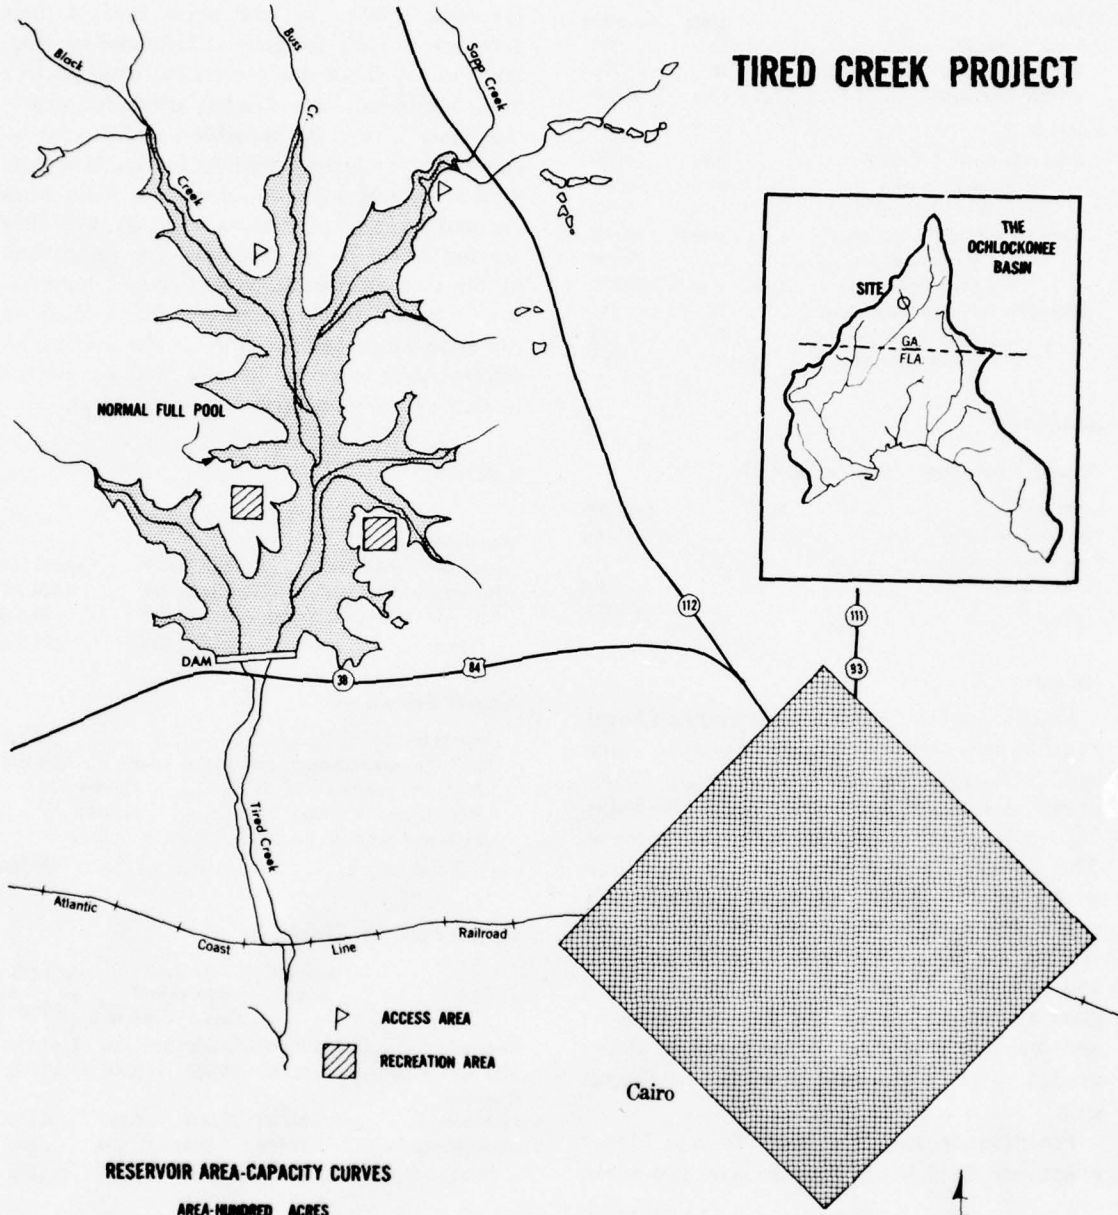 TIRED CREEK PROJECT
Black
Creek
Buss
Cr.
Sapp Creek
THE
OCHLOCKONEE
BASIN
SITE
GA.
FLA.
NORMAL FULL POOL
112
111
93
DAM
38
84
Tired Creek
Atlantic
Coast
Line
Railroad
ACCESS AREA
RECREATION AREA
Cairo
RESERVOIR AREA-CAPACITY CURVES
AREA-HUNDRED ACRES